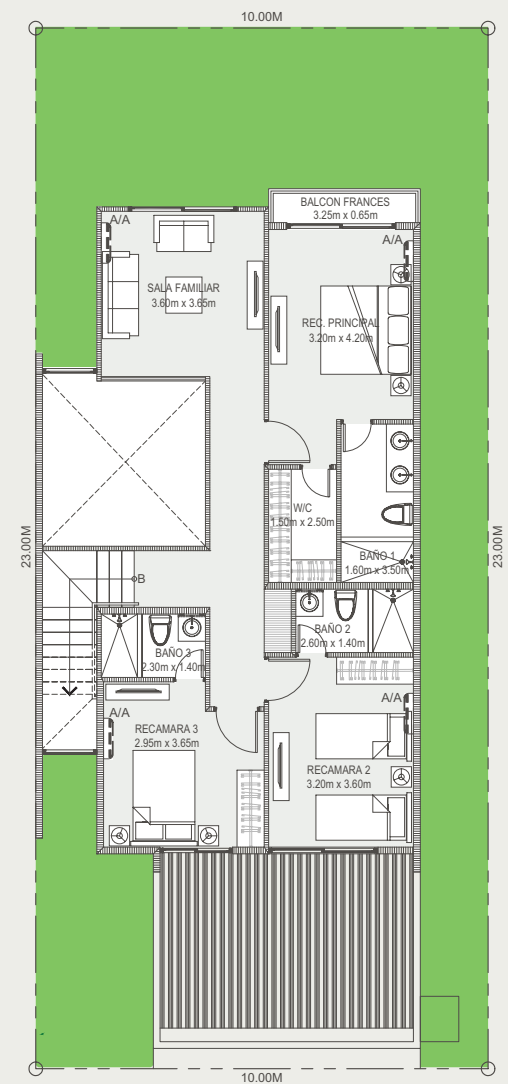 10.00M
BALCON FRANCES
3.25m x 0.65m
A/A
A/A
SALA FAMILIAR
3.60m x 3.65m
REC. PRINCIPAL
3.20m x 4.20m
W/C
1.50m x 2.50m
23.00M
23.00M
BAÑO 1
1.60m x 3.50m
B
BAÑO 2
2.60m x 1.40m
BAÑO 3
2.30m x 1.40m
A/A
A/A
RECAMARA 3
2.95m x 3.65m
RECAMARA 2
3.20m x 3.60m
10.00M